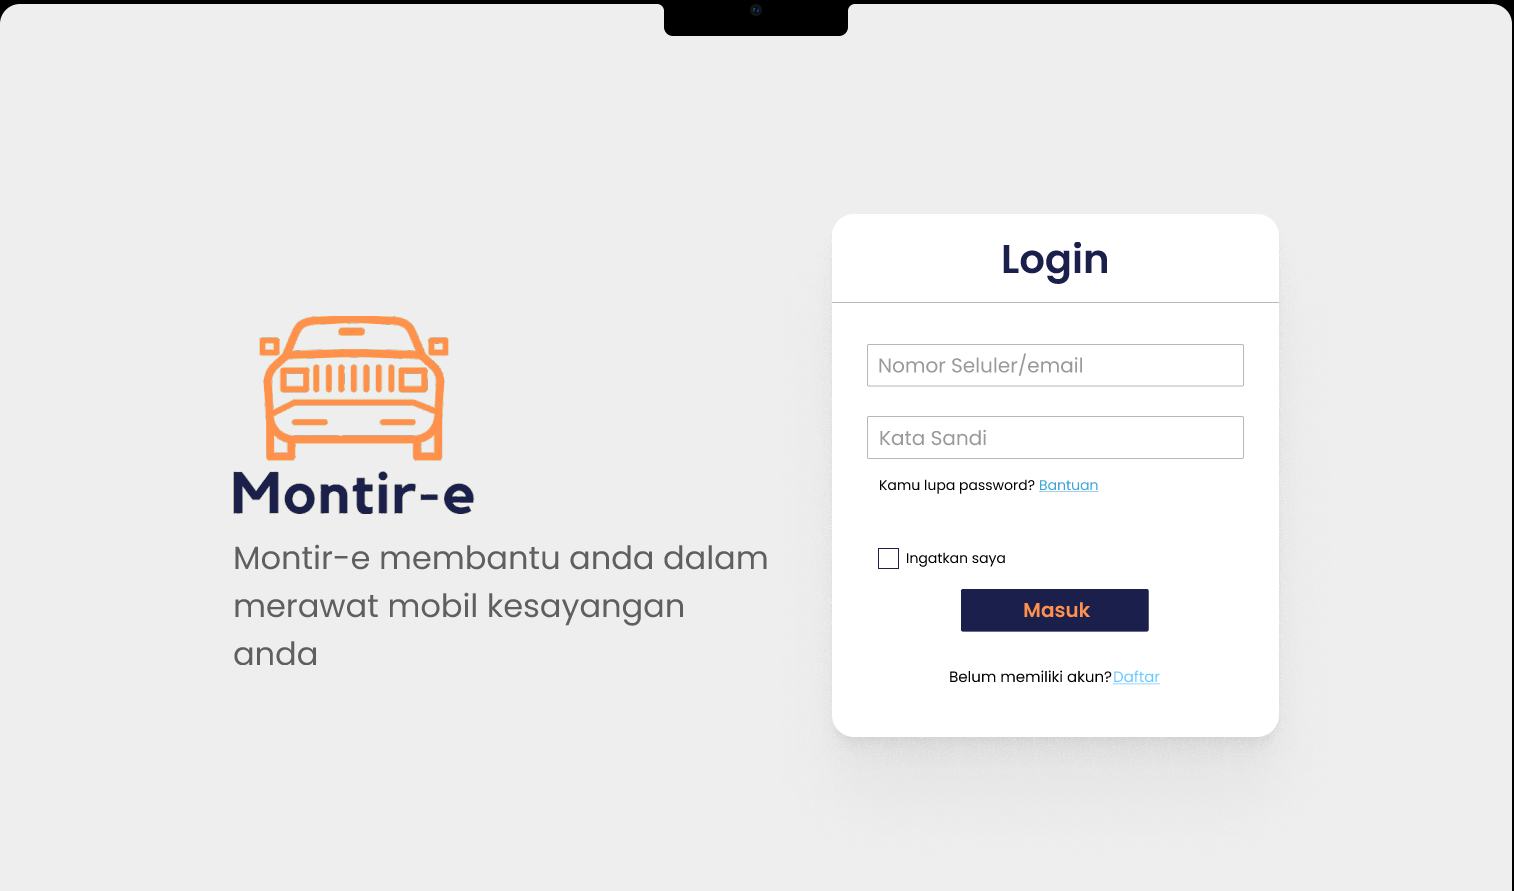 Montir-e
Montir-e membantu anda dalam
merawat mobil kesayangan
anda
Login
Nomor Seluler/email
Kata Sandi
Kamu lupa password? Bantuan
Ingatkan saya
Masuk
Belum memiliki akun?Daftar